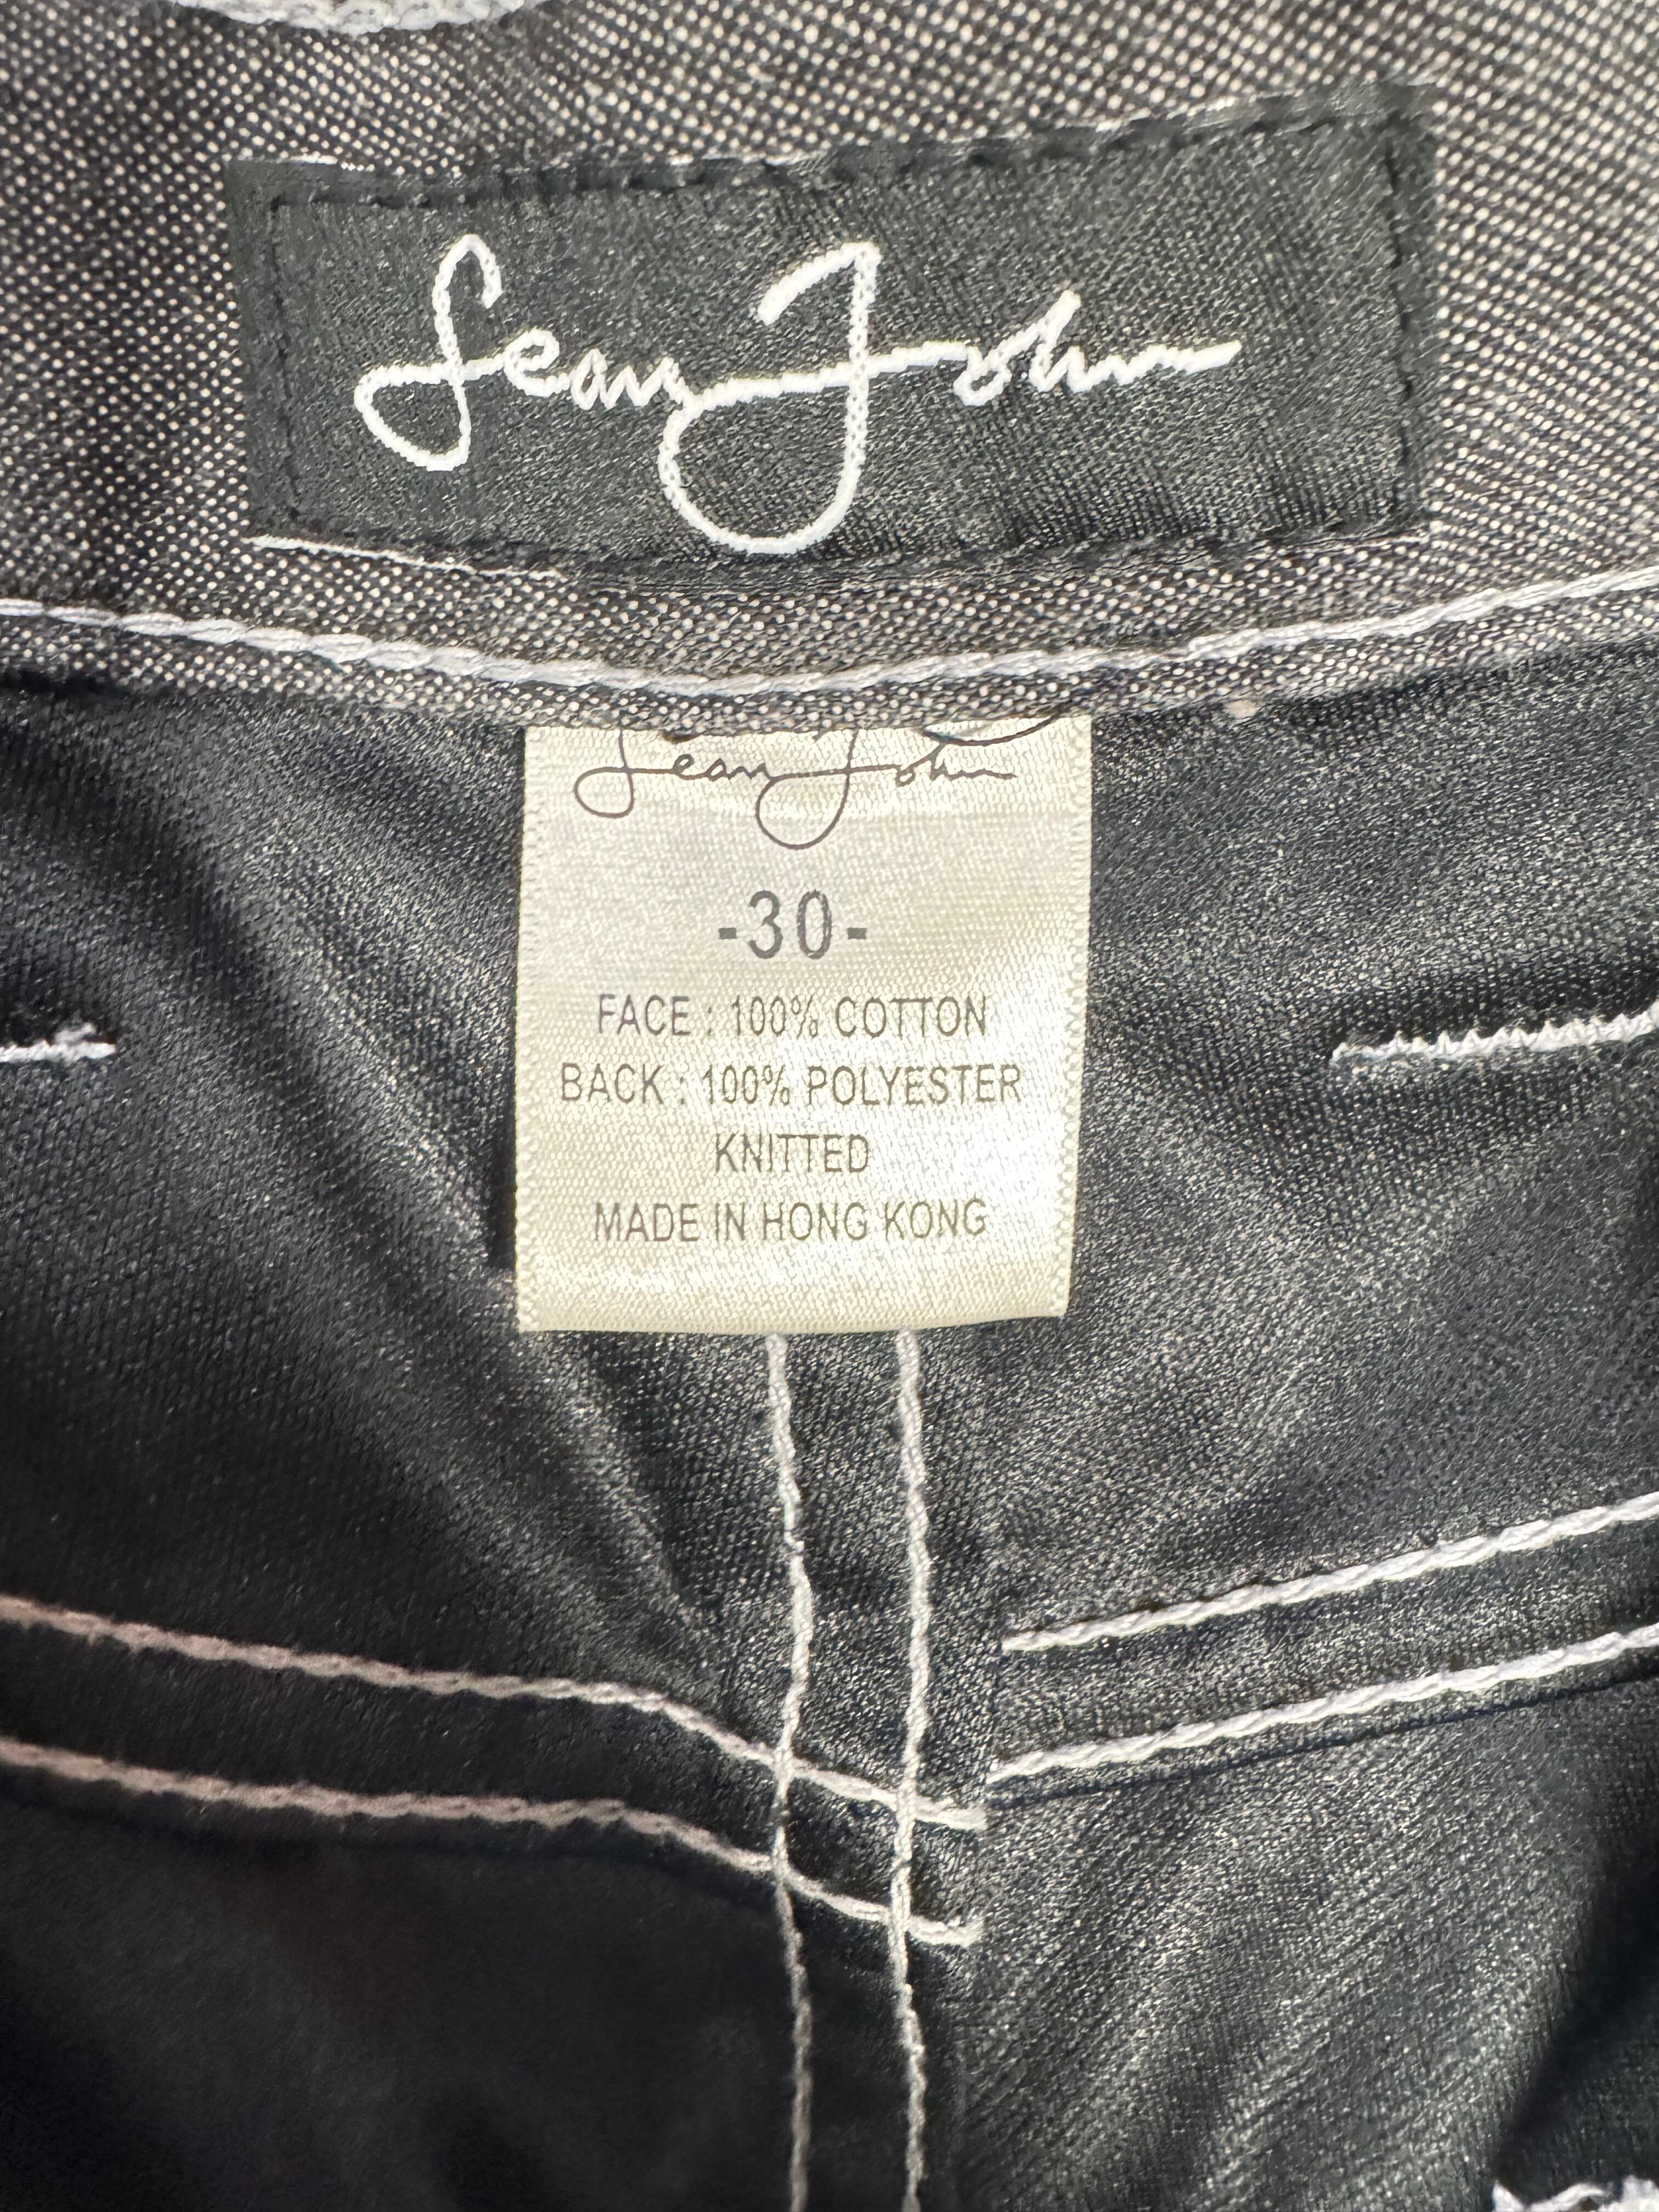 Sean John
Sean John
-30-
FACE : 100% COTTON
BACK : 100% POLYESTER
KNITTED
MADE IN HONG KONG